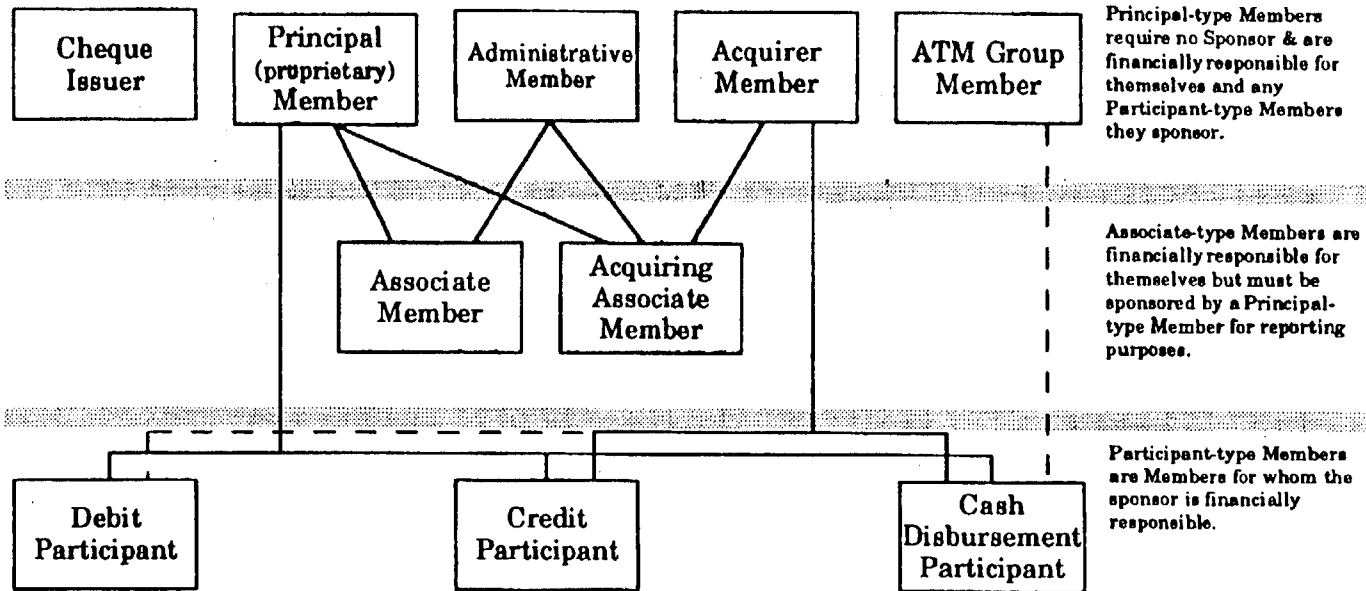 Cheque
Issuer
Principal
(proprietary)
Member
Administrative
Member
Acquirer
Member
ATM Group
Member
Principal-type Members
require no Sponsor & are
financially responsible for
themselves and any
Participant-type Members
they sponsor.
Associate
Member
Acquiring
Associate
Member
Associate-type Members are
financially responsible for
themselves but must be
sponsored by a Principal-
type Member for reporting
purposes.
Debit
Participant
Credit
Participant
Cash
Disbursement
Participant
Participant-type Members
are Members for whom the
sponsor is financially
responsible.